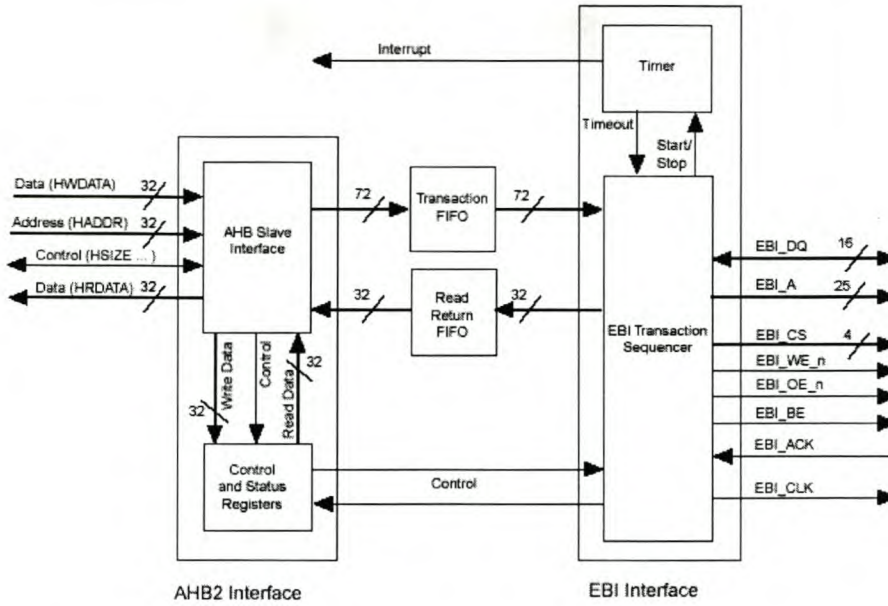 Interrupt
Timer
Timeout
Start/
Stop
Data (HWDATA)
32
Address (HADDR)
32
Control (HSIZE ... )
Data (HRDATA)
32
AHB Slave
Interface
72
Transaction
FIFO
72
32
Read
Return
FIFO
32
EBI Transaction
Sequencer
EBI_DQ
16
EBI_A
25
EBI_CS
4
EBI_WE_n
EBI_OE_n
EBI_BE
EBI_ACK
EBI_CLK
32
Write Data
Control
Read Data
32
Control
and Status
Registers
Control
AHB2 Interface
EBI Interface